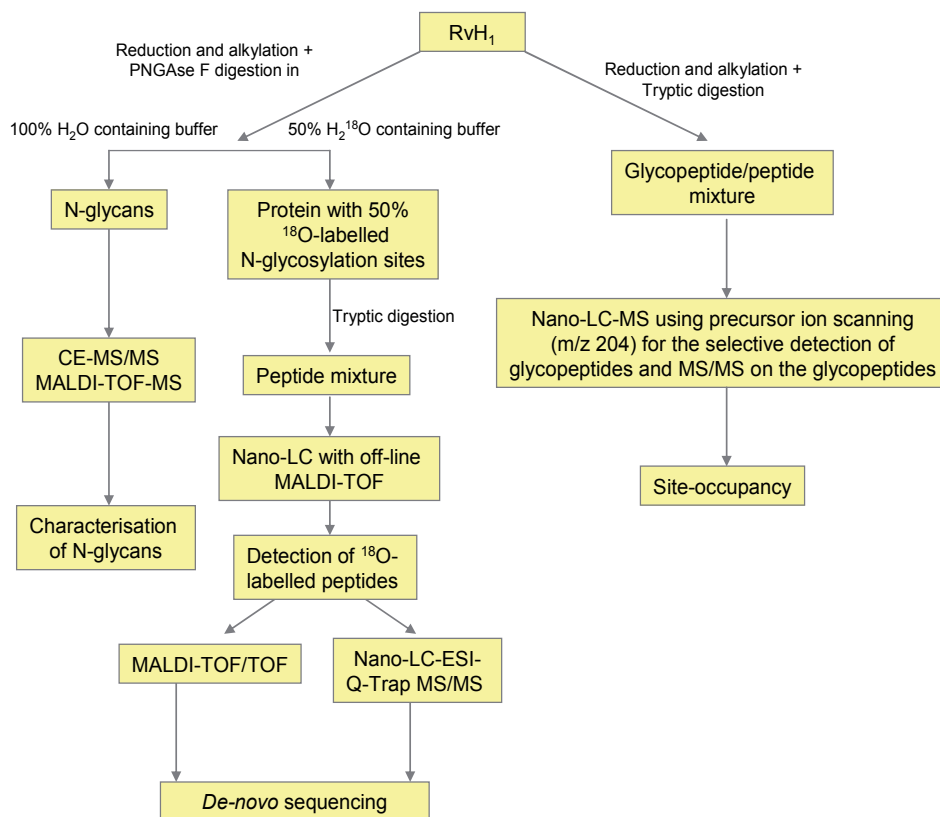 RvH₁
Reduction and alkylation +
PNGAse F digestion in
Reduction and alkylation +
Tryptic digestion
100% H₂O containing buffer
50% H₂¹⁸O containing buffer
N-glycans
Protein with 50%
¹⁸O-labelled
N-glycosylation sites
Glycopeptide/peptide
mixture
Tryptic digestion
CE-MS/MS
MALDI-TOF-MS
Peptide mixture
Nano-LC-MS using precursor ion scanning
(m/z 204) for the selective detection of
glycopeptides and MS/MS on the glycopeptides
Nano-LC with off-line
MALDI-TOF
Site-occupancy
Characterisation
of N-glycans
Detection of ¹⁸O-
labelled peptides
MALDI-TOF/TOF
Nano-LC-ESI-
Q-Trap MS/MS
De-novo sequencing